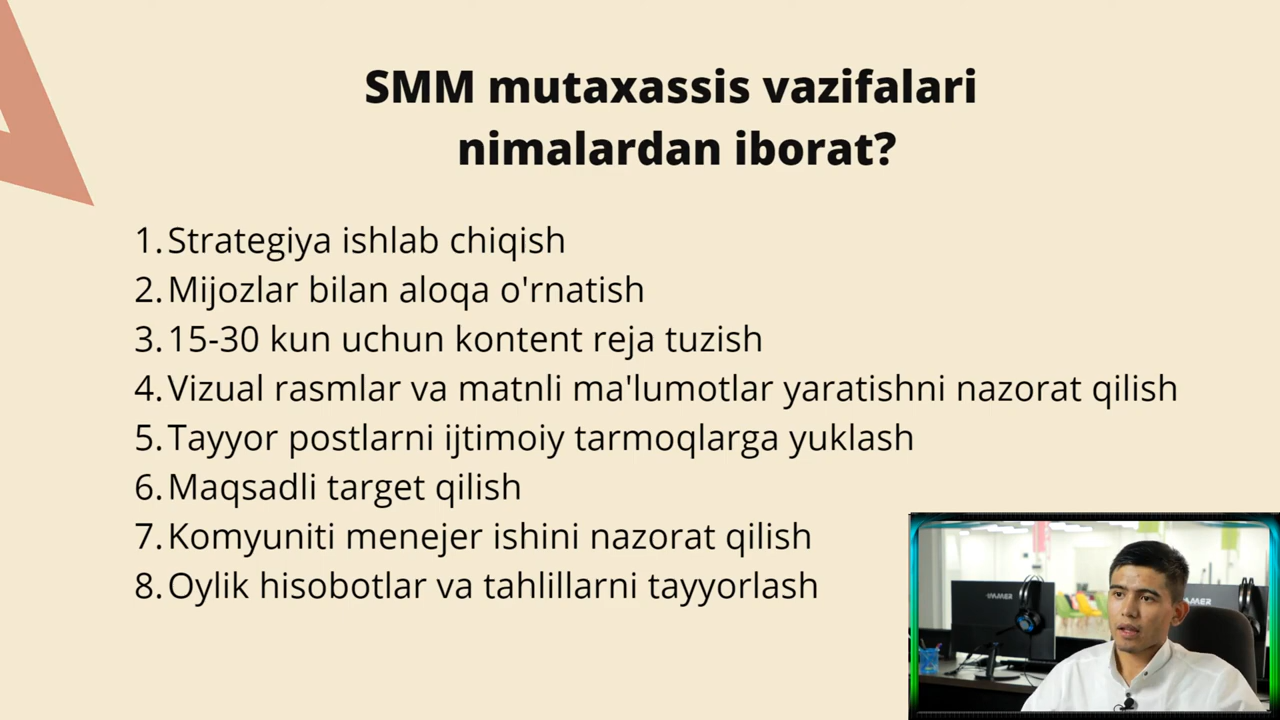 SMM mutaxassis vazifalari
nimalardan iborat?
1. Strategiya ishlab chiqish
2. Mijozlar bilan aloqa o'rnatish
3. 15-30 kun uchun kontent reja tuzish
4. Vizual rasmlar va matnli ma'lumotlar yaratishni nazorat qilish
5. Tayyor postlarni ijtimoiy tarmoqlarga yuklash
6. Maqsadli target qilish
7. Komyuniti menejer ishini nazorat qilish
8. Oylik hisobotlar va tahlillarni tayyorlash